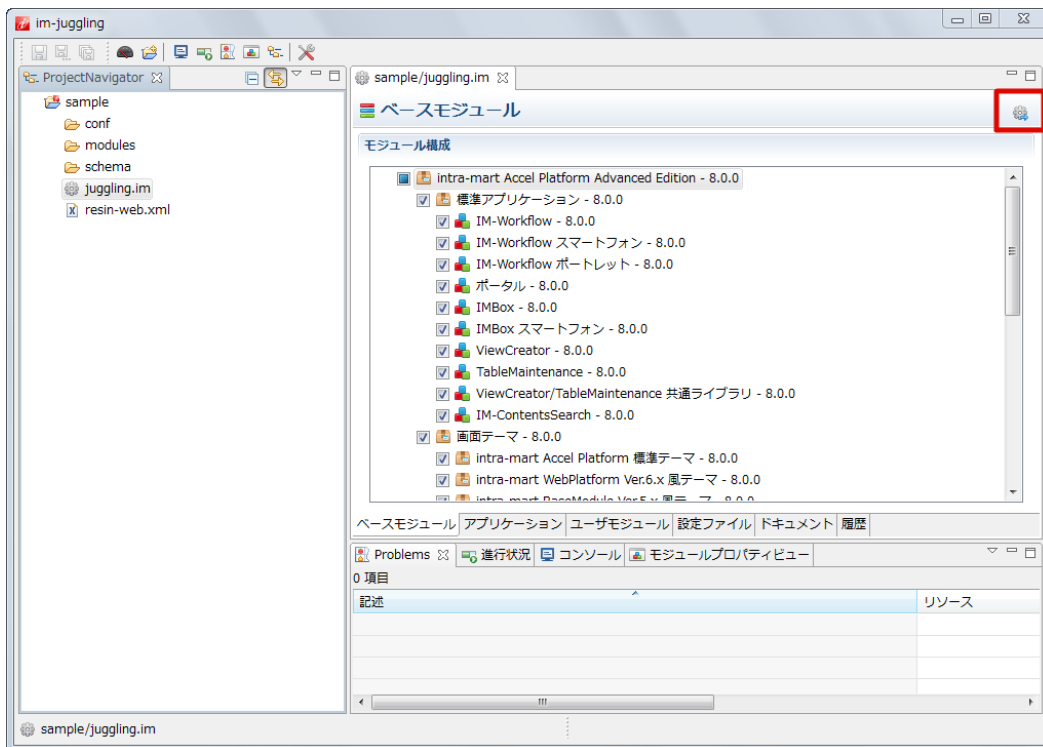 im-juggling
ProjectNavigator
sample
conf
modules
schema
juggling.im
resin-web.xml
sample/juggling.im
ベースモジュール
モジュール構成
intra-mart Accel Platform Advanced Edition - 8.0.0
標準アプリケーション - 8.0.0
IM-Workflow - 8.0.0
IM-Workflow スマートフォン - 8.0.0
IM-Workflow ポートレット - 8.0.0
ポータル - 8.0.0
IMBox - 8.0.0
IMBox スマートフォン - 8.0.0
ViewCreator - 8.0.0
TableMaintenance - 8.0.0
ViewCreator/TableMaintenance 共通ライブラリ - 8.0.0
IM-ContentsSearch - 8.0.0
画面テーマ - 8.0.0
intra-mart Accel Platform 標準テーマ - 8.0.0
intra-mart WebPlatform Ver.6.x 風テーマ - 8.0.0
intra-mart BaseModule Ver.5.x 風テーマ - 8.0.0
ベースモジュール アプリケーション ユーザモジュール 設定ファイル ドキュメント 履歴
Problems 進行状況 コンソール モジュールプロパティビュー
0 項目
記述 リソース
sample/juggling.im